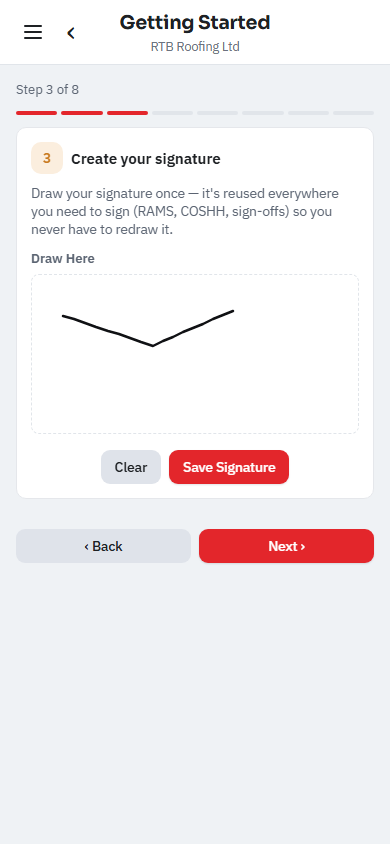 Getting Started
RTB Roofing Ltd
Step 3 of 8
3 Create your signature
Draw your signature once — it's reused everywhere
you need to sign (RAMS, COSHH, sign-offs) so you
never have to redraw it.
Draw Here
Clear Save Signature
‹ Back Next ›